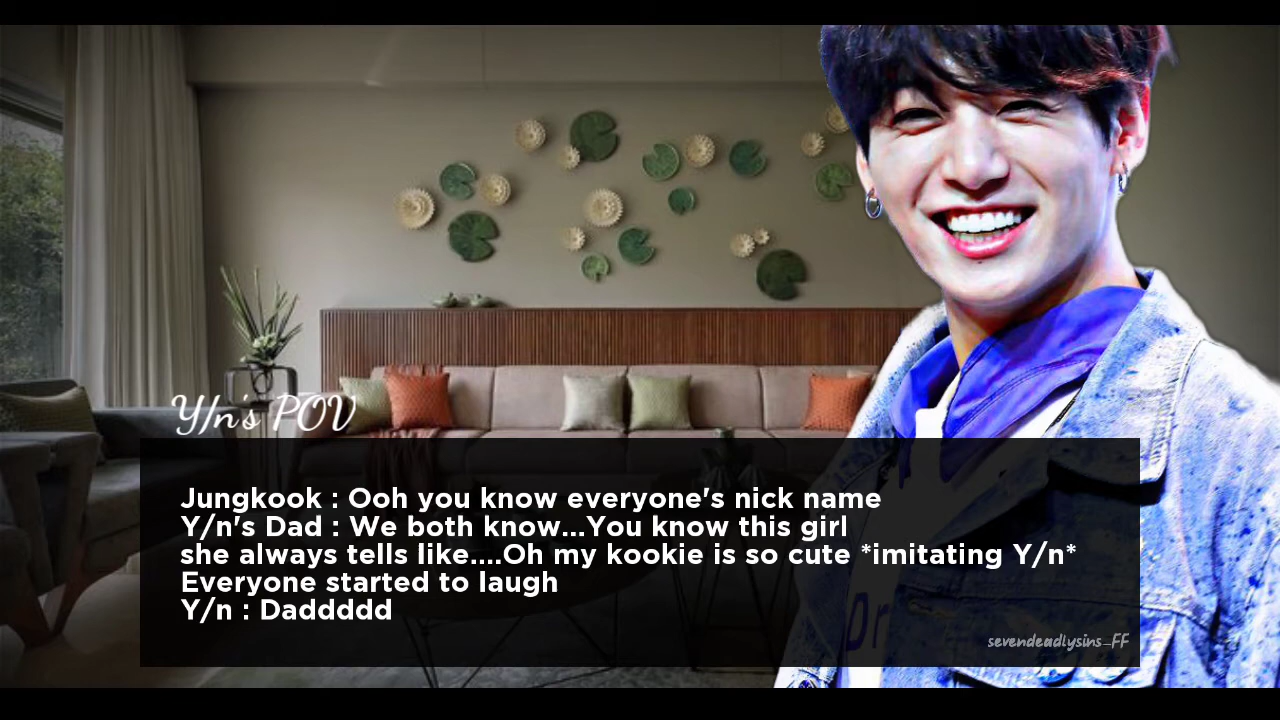 Y/n's POV
Jungkook : Ooh you know everyone's nick name
Y/n's Dad : We both know...You know this girl
she always tells like....Oh my kookie is so cute *imitating Y/n*
Everyone started to laugh
Y/n : Daddddd
sevendeadlysins_FF
Dr